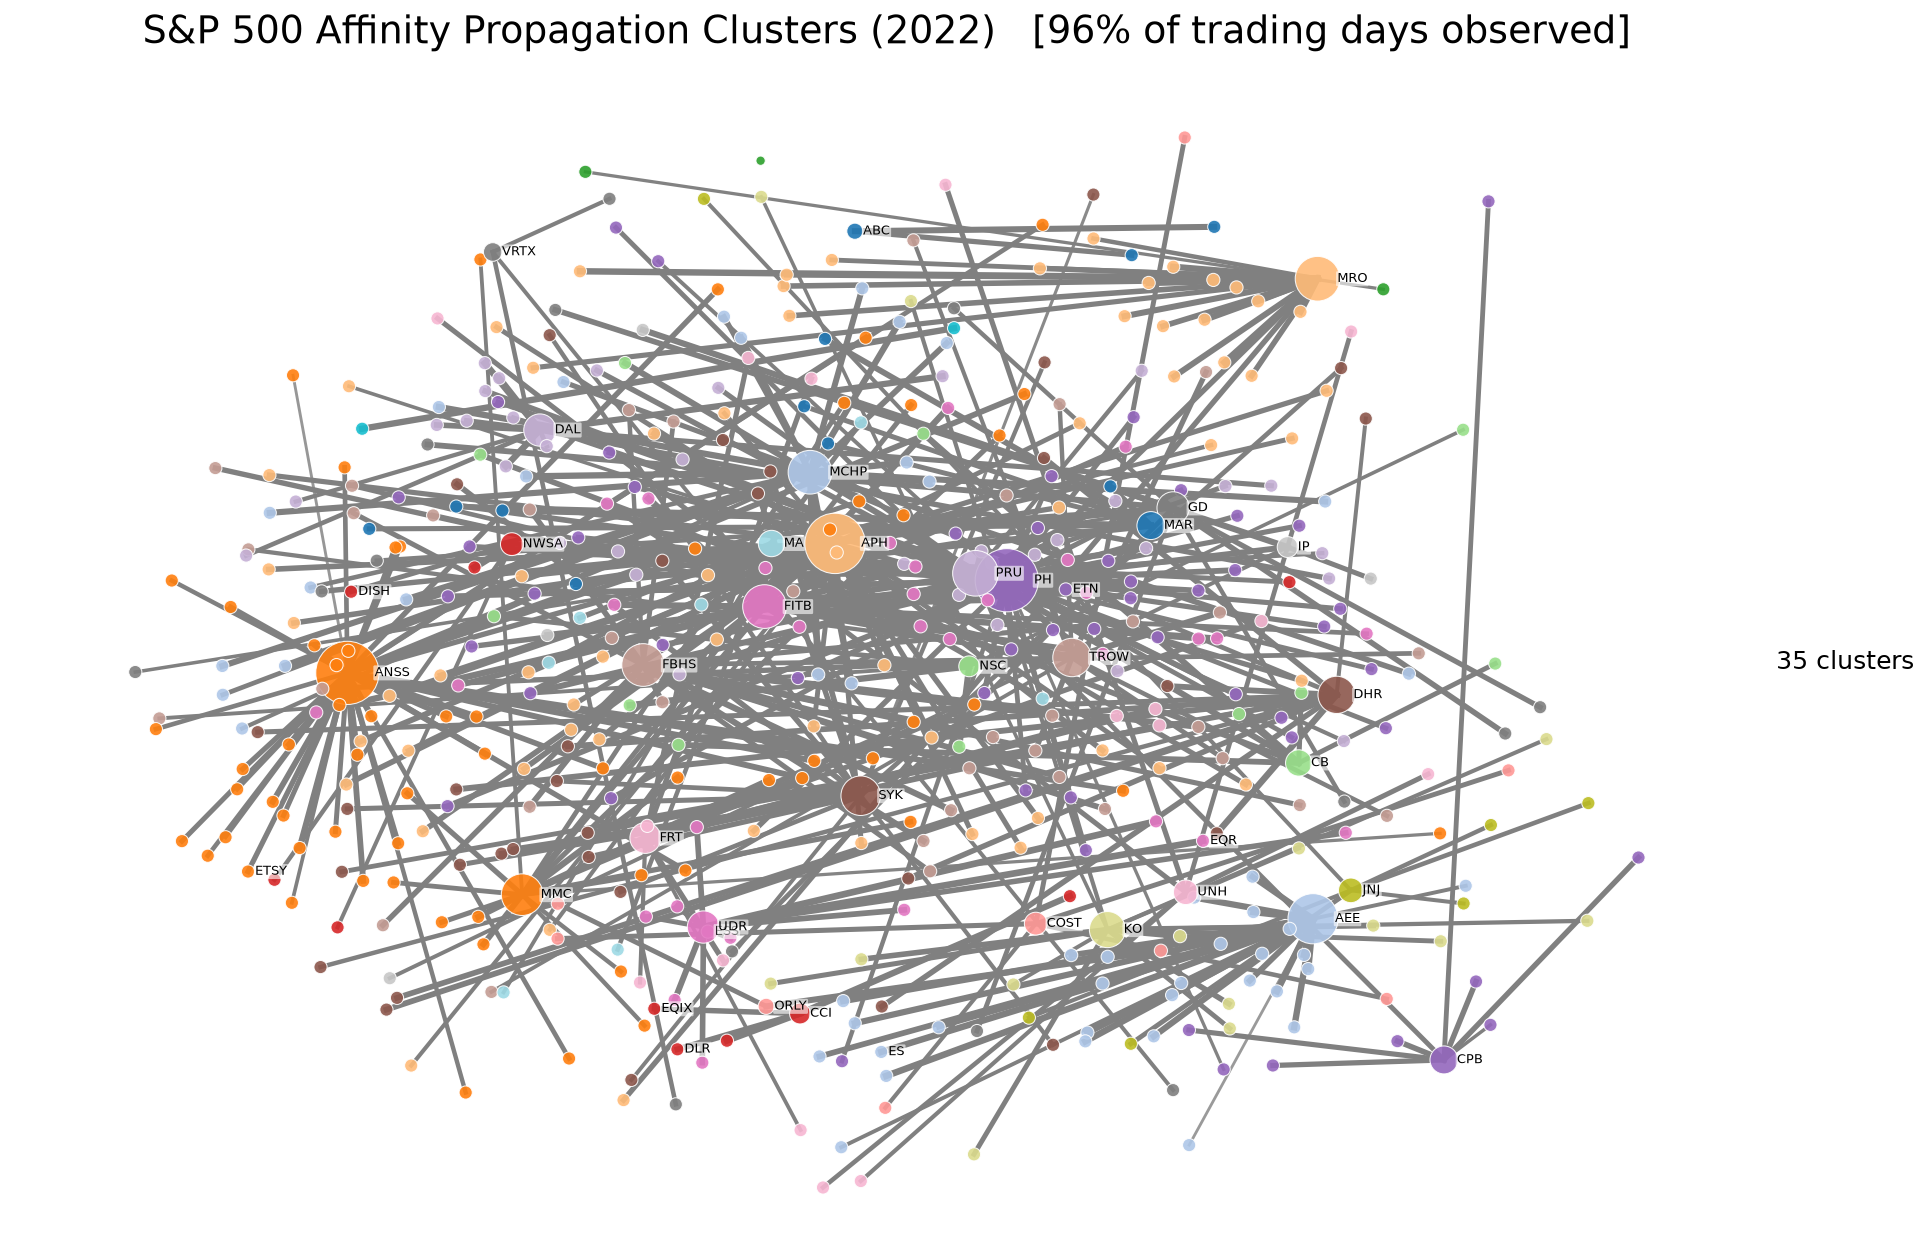 S&P 500 Affinity Propagation Clusters (2022)   [96% of trading days observed]
ABC
VRTX
MRO
DAL
MCHP
GD
MAR
NWSA
MA
APH
IP
PRU
PH
DISH
ETN
FITB
FBHS
NSC
TROW
35 clusters
ANSS
DHR
CB
SYK
FRT
EQR
ETSY
MMC
UNH
JNJ
UDR
COST
KO
AEE
EQIX
ORLY
CCI
DLR
ES
CPB